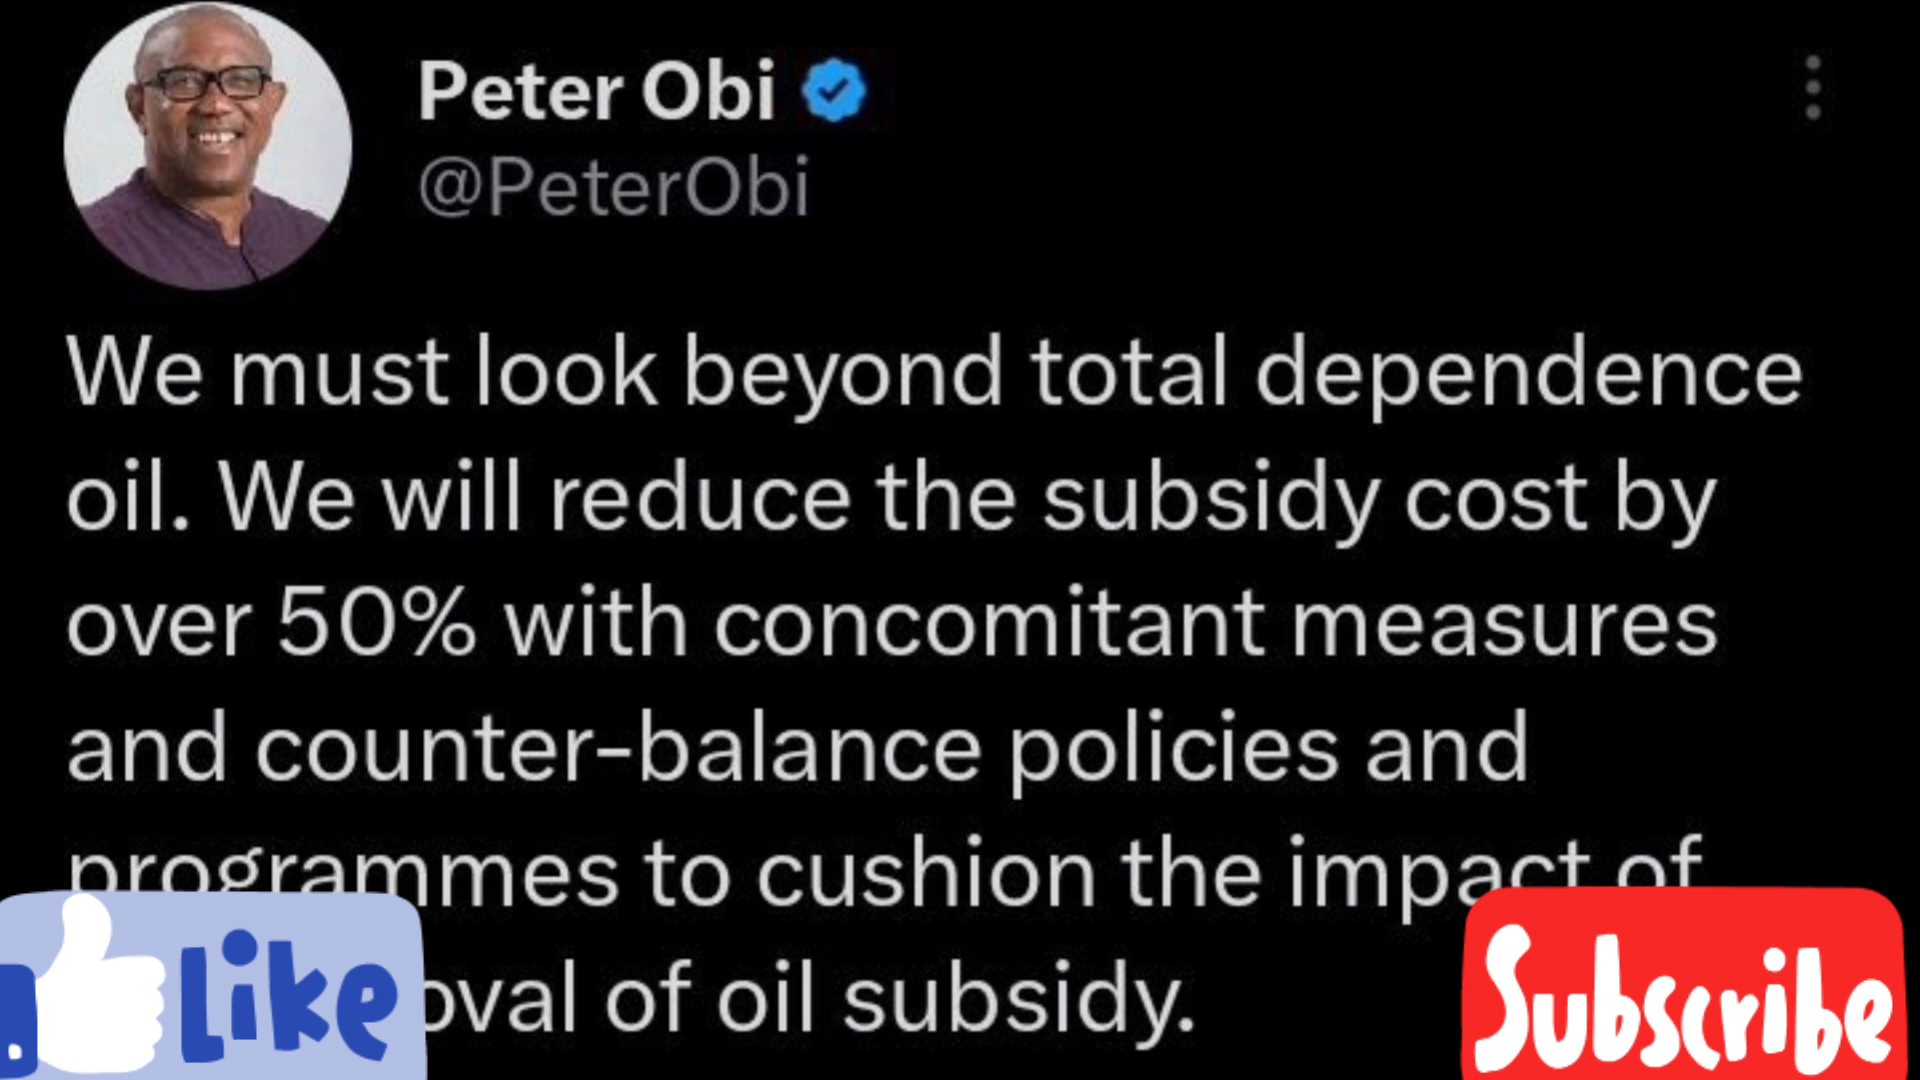 Peter Obi
@PeterObi
We must look beyond total dependence
oil. We will reduce the subsidy cost by
over 50% with concomitant measures
and counter-balance policies and
programmes to cushion the impact of
oval of oil subsidy.
Like
Subscribe